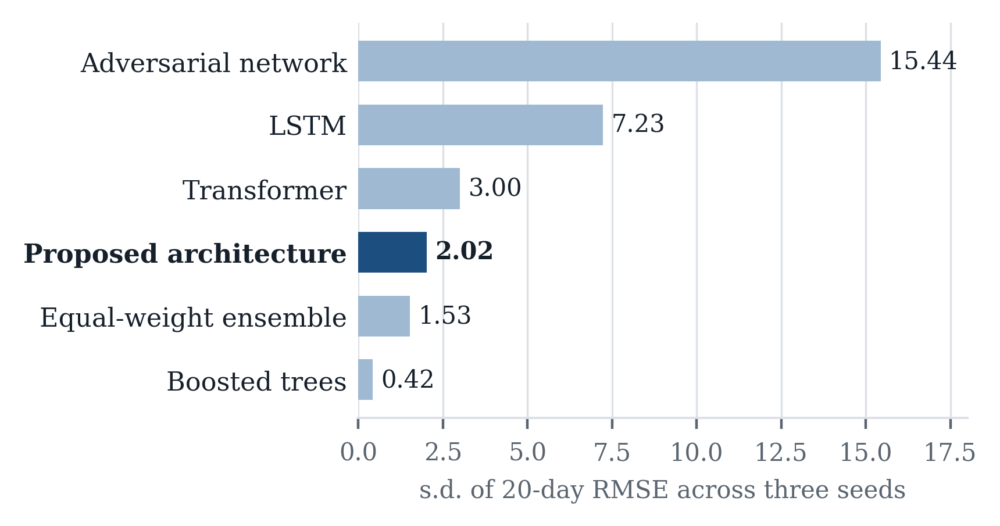 Adversarial network 15.44
LSTM 7.23
Transformer 3.00
Proposed architecture 2.02
Equal-weight ensemble 1.53
Boosted trees 0.42
0.0 2.5 5.0 7.5 10.0 12.5 15.0 17.5
s.d. of 20-day RMSE across three seeds